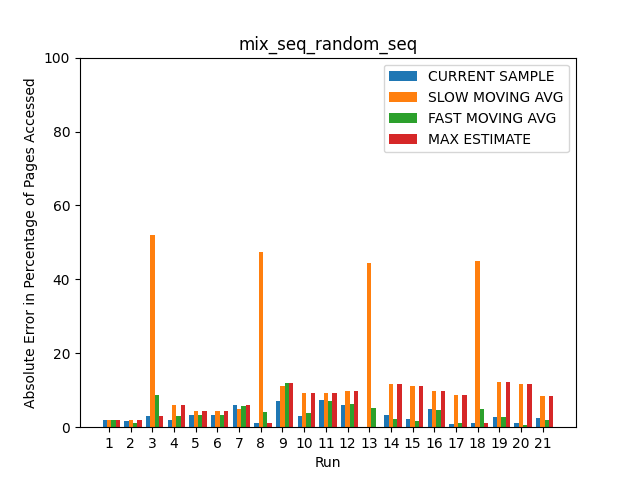 mix_seq_random_seq
Absolute Error in Percentage of Pages Accessed
100
80
60
40
20
0
CURRENT SAMPLE
SLOW MOVING AVG
FAST MOVING AVG
MAX ESTIMATE
1 2 3 4 5 6 7 8 9 10 11 12 13 14 15 16 17 18 19 20 21
Run